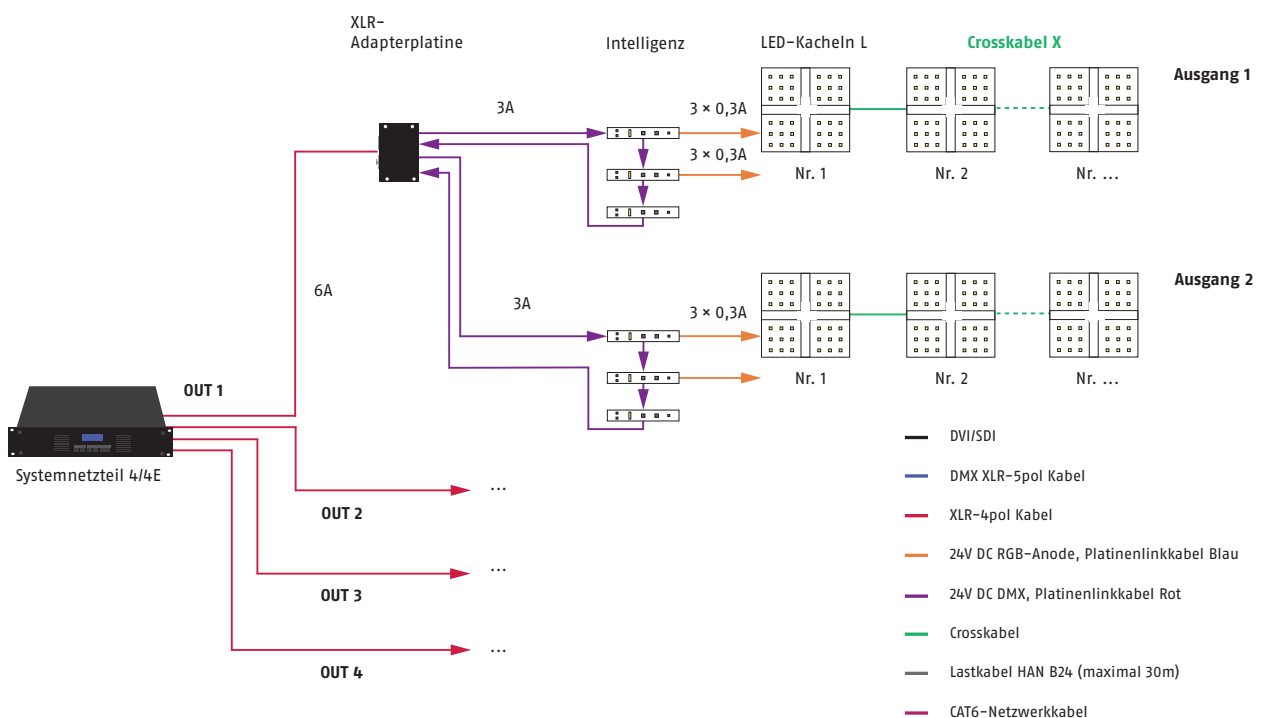 XLR-
Adapterplatine
Intelligenz
LED-Kacheln L
Crosskabel X
Ausgang 1
3A
3 × 0,3A
3 × 0,3A
Nr. 1
Nr. 2
Nr. ...
6A
3A
3 × 0,3A
Ausgang 2
Nr. 1
Nr. 2
Nr. ...
OUT 1
Systemnetzteil 4/4E
...
OUT 2
...
OUT 3
...
OUT 4
DVI/SDI
DMX XLR-5pol Kabel
XLR-4pol Kabel
24V DC RGB-Anode, Platinenlinkkabel Blau
24V DC DMX, Platinenlinkkabel Rot
Crosskabel
Lastkabel HAN B24 (maximal 30m)
CAT6-Netzwerkkabel